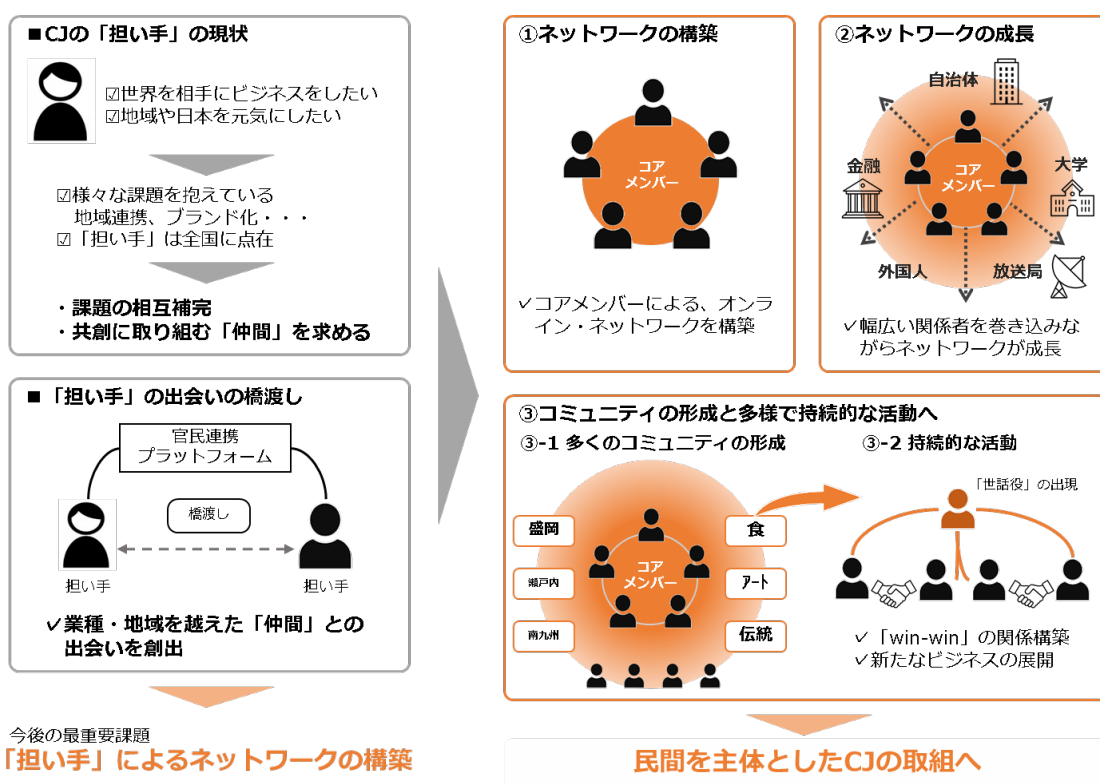 ■CJの「担い手」の現状
☑世界を相手にビジネスをしたい
☑地域や日本を元気にしたい
☑様々な課題を抱えている
地域連携、ブランド化・・・
☑「担い手」は全国に点在
・課題の相互補完
・共創に取り組む「仲間」を求める
■「担い手」の出会いの橋渡し
官民連携
プラットフォーム
橋渡し
担い手
担い手
✓業種・地域を越えた「仲間」との
出会いを創出
今後の最重要課題
「担い手」によるネットワークの構築
①ネットワークの構築
コア
メンバー
✓コアメンバーによる、オンラ
イン・ネットワークを構築
②ネットワークの成長
自治体
金融
大学
コア
メンバー
外国人
放送局
✓幅広い関係者を巻き込みな
がらネットワークが成長
③コミュニティの形成と多様で持続的な活動へ
③-1 多くのコミュニティの形成
盛岡
瀬戸内
南九州
コア
メンバー
食
アート
伝統
③-2 持続的な活動
「世話役」の出現
✓「win-win」の関係構築
✓新たなビジネスの展開
民間を主体としたCJの取組へ